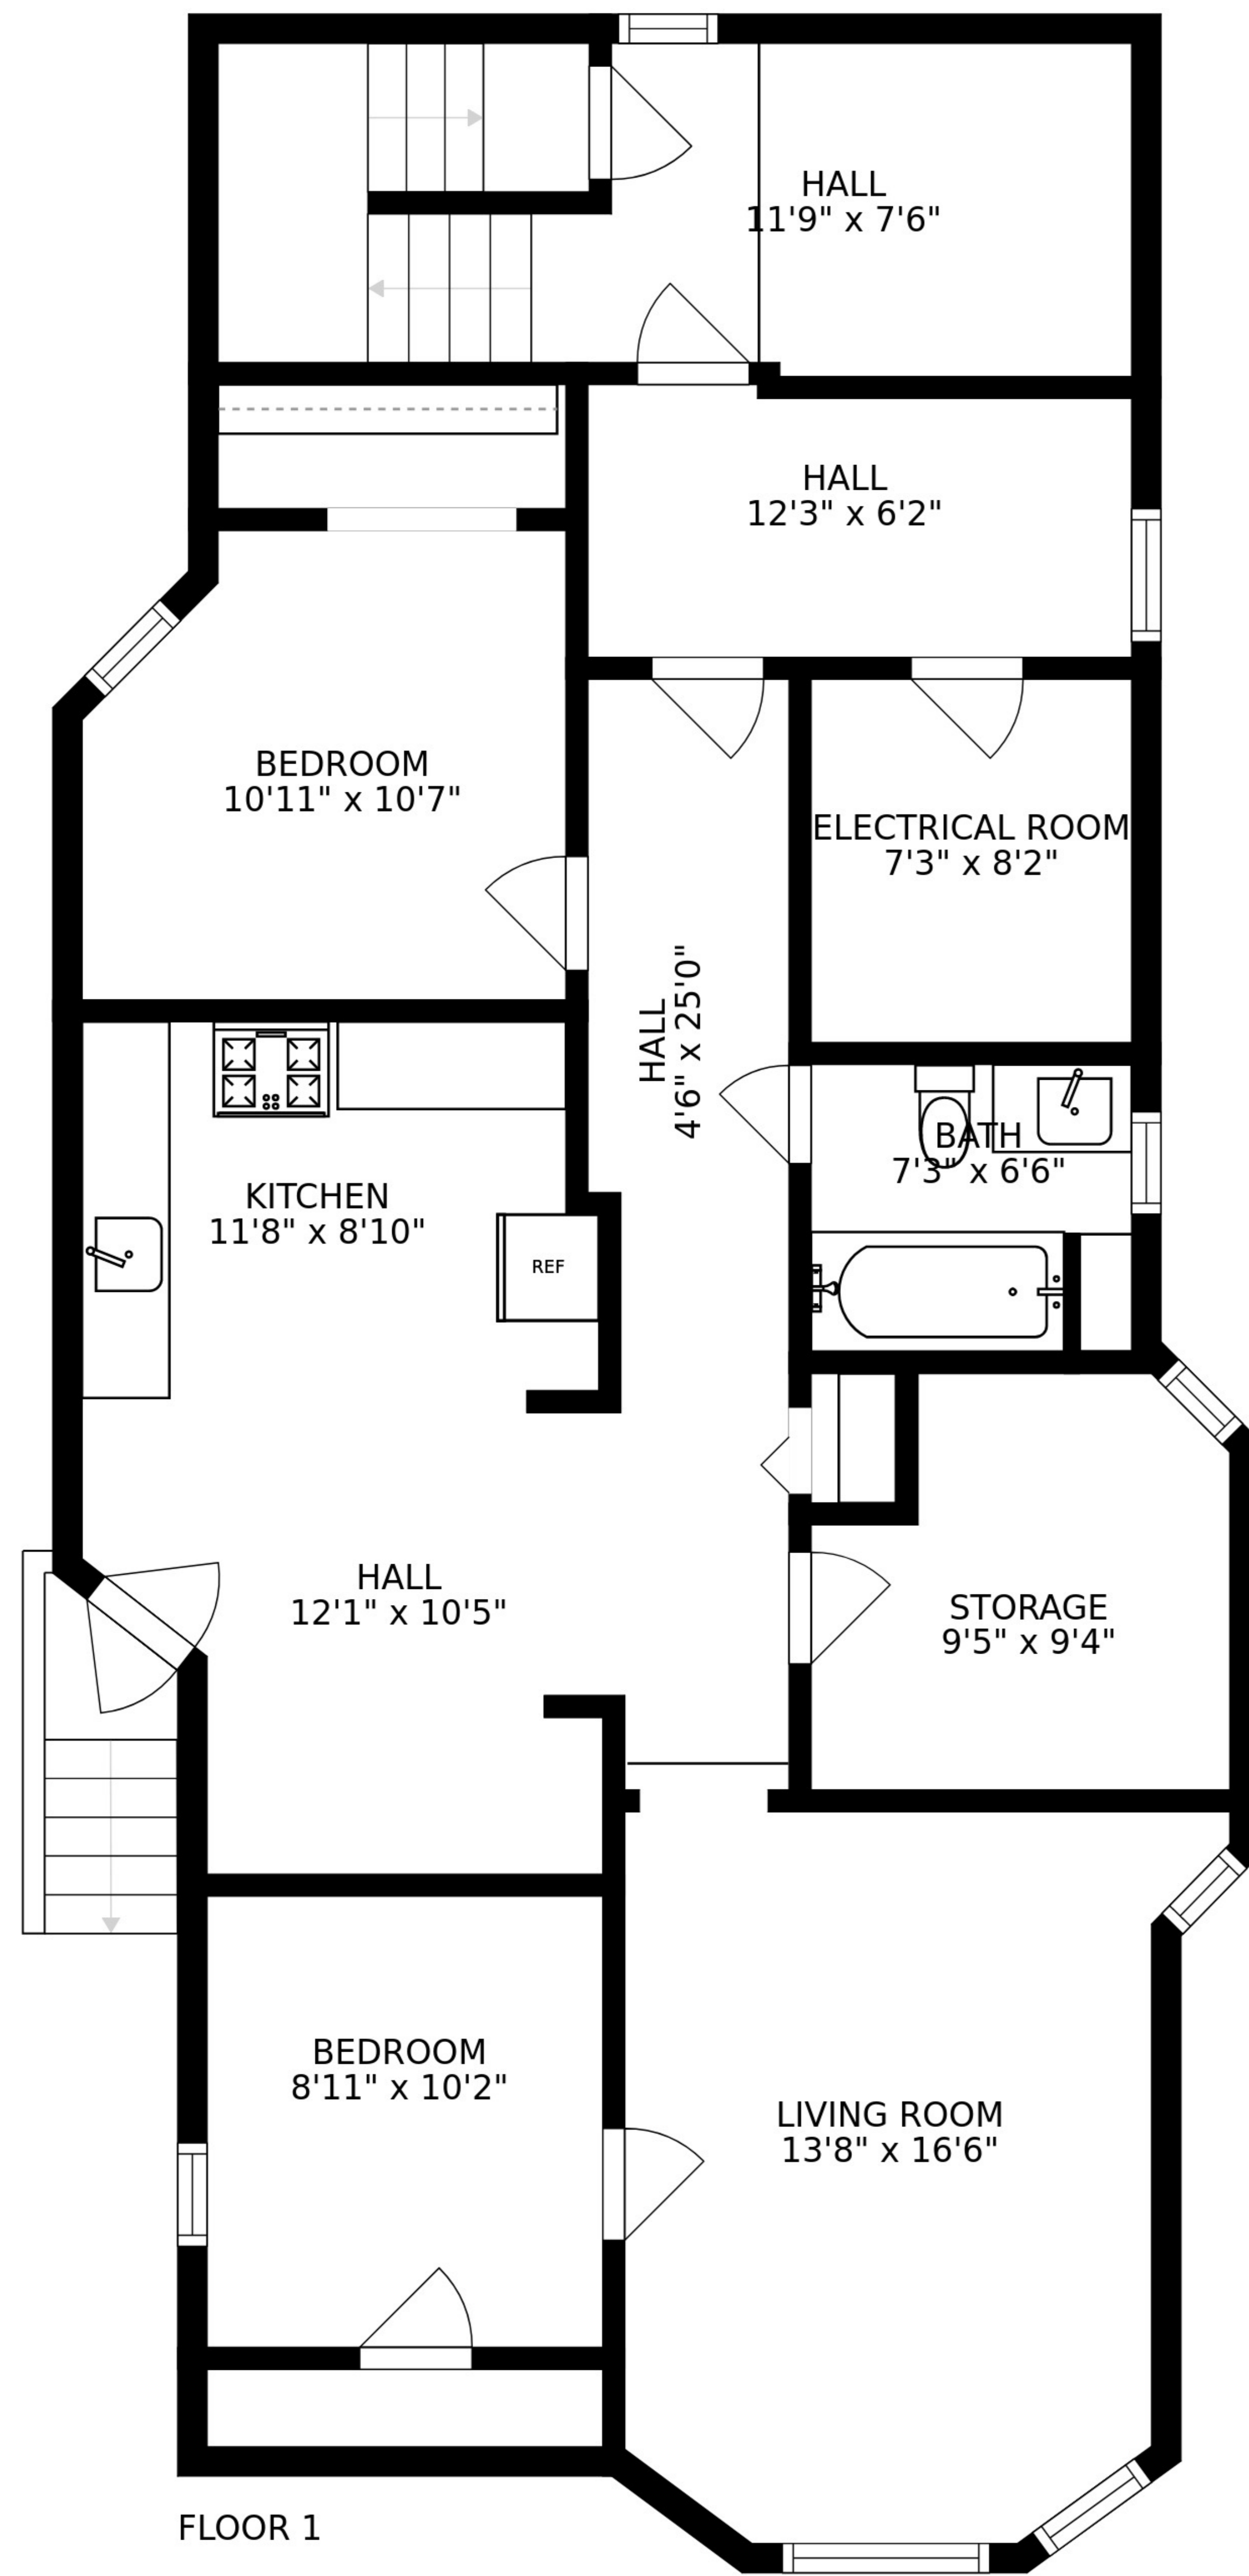 HALL
11'9" x 7'6"
HALL
12'3" x 6'2"
BEDROOM
10'11" x 10'7"
ELECTRICAL ROOM
7'3" x 8'2"
HALL
4'6" x 25'0"
BATH
7'3" x 6'6"
KITCHEN
11'8" x 8'10"
REF
HALL
12'1" x 10'5"
STORAGE
9'5" x 9'4"
BEDROOM
8'11" x 10'2"
LIVING ROOM
13'8" x 16'6"
FLOOR 1